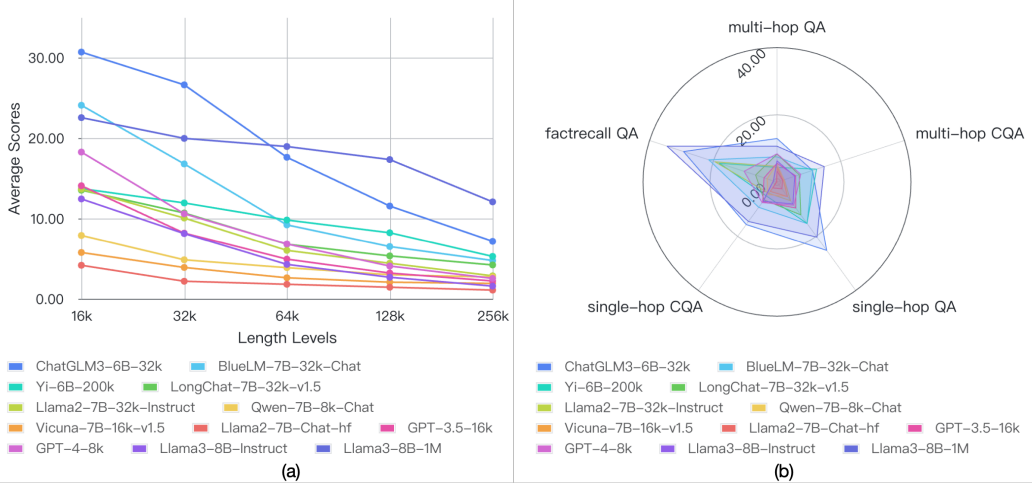 Average Scores
30.00
20.00
10.00
0.00
16k 32k 64k 128k 256k
Length Levels
ChatGLM3-6B-32k BlueLM-7B-32k-Chat
Yi-6B-200k LongChat-7B-32k-v1.5
Llama2-7B-32k-Instruct Qwen-7B-8k-Chat
Vicuna-7B-16k-v1.5 Llama2-7B-Chat-hf GPT-3.5-16k
GPT-4-8k Llama3-8B-Instruct Llama3-8B-1M
(a)
multi-hop QA
40.00
20.00
0.00
factrecall QA
multi-hop CQA
single-hop CQA
single-hop QA
ChatGLM3-6B-32k BlueLM-7B-32k-Chat
Yi-6B-200k LongChat-7B-32k-v1.5
Llama2-7B-32k-Instruct Qwen-7B-8k-Chat
Vicuna-7B-16k-v1.5 Llama2-7B-Chat-hf GPT-3.5-16k
GPT-4-8k Llama3-8B-Instruct Llama3-8B-1M
(b)